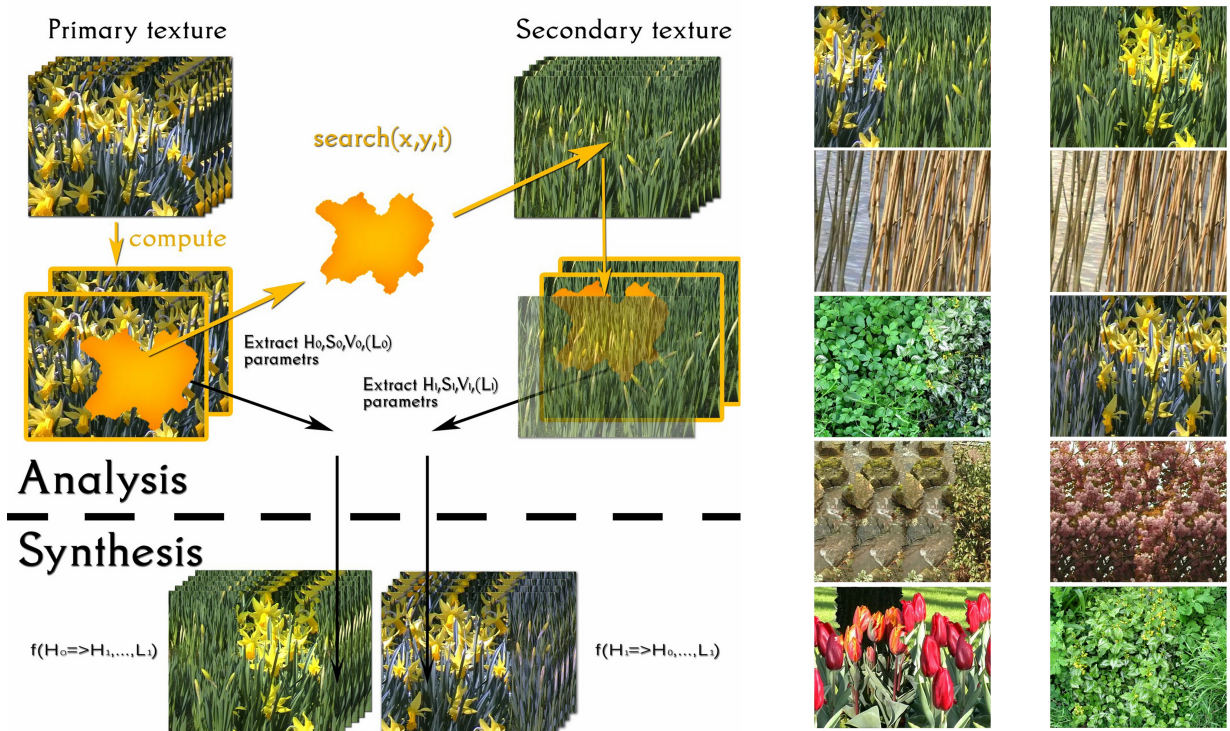 Primary texture
Secondary texture
search(x,y,t)
compute
Extract H₀,S₀,V₀,(L₀)
parametrs
Extract H₁,S₁,V₁,(L₁)
parametrs
Analysis
Synthesis
f(H₀=>H₁,...,L₁)
f(H₁=>H₀,...,L₁)